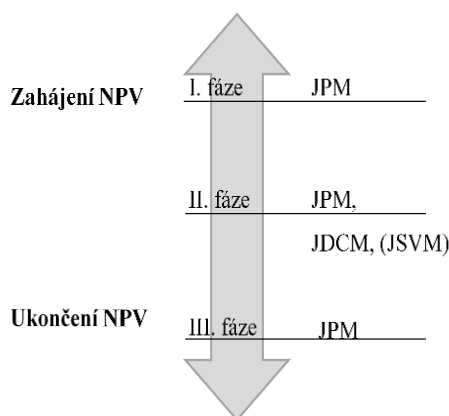 I. fáze JPM
Zahájení NPV
II. fáze JPM,
JDCM, (JSVM)
Ukončení NPV
III. fáze JPM